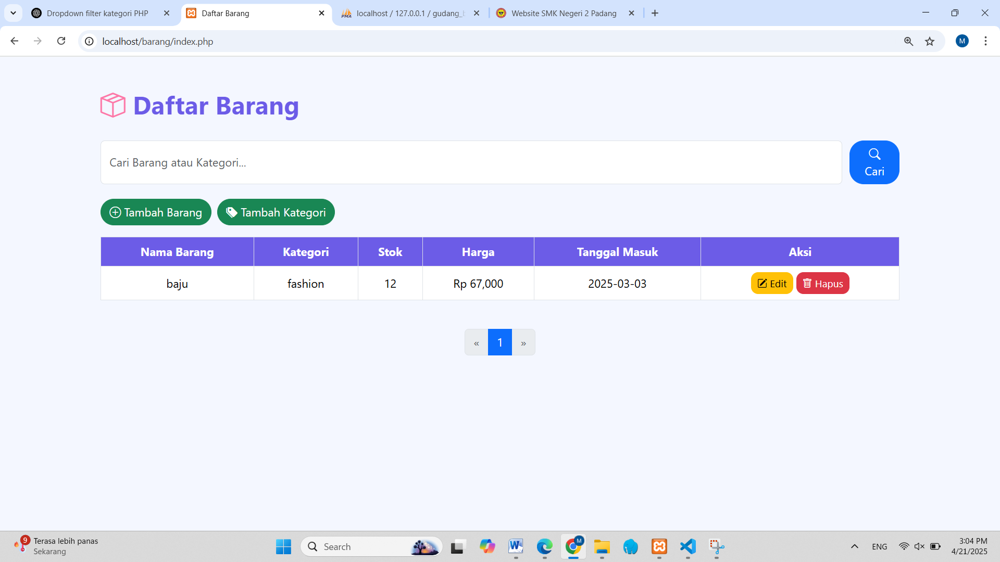 Dropdown filter kategori PHP
Daftar Barang
localhost / 127.0.0.1 / gudang_b
Website SMK Negeri 2 Padang
localhost/barang/index.php
M
Daftar Barang
Cari Barang atau Kategori...
Cari
Tambah Barang
Tambah Kategori
Nama Barang Kategori Stok Harga Tanggal Masuk Aksi
baju fashion 12 Rp 67,000 2025-03-03 Edit Hapus
« 1 »
9
Terasa lebih panas
Sekarang
Search
M
ENG
3:04 PM
4/21/2025